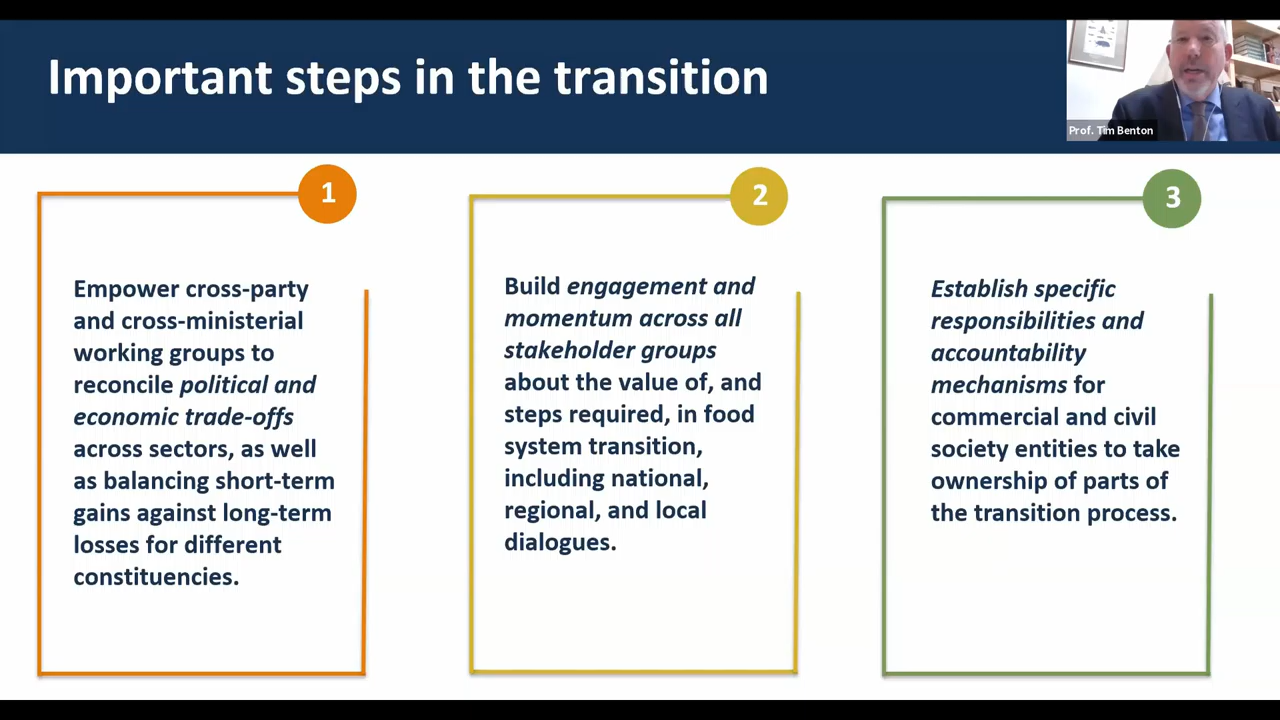 Important steps in the transition
Prof. Tim Benton
1
Empower cross-party
and cross-ministerial
working groups to
reconcile political and
economic trade-offs
across sectors, as well
as balancing short-term
gains against long-term
losses for different
constituencies.
2
Build engagement and
momentum across all
stakeholder groups
about the value of, and
steps required, in food
system transition,
including national,
regional, and local
dialogues.
3
Establish specific
responsibilities and
accountability
mechanisms for
commercial and civil
society entities to take
ownership of parts of
the transition process.